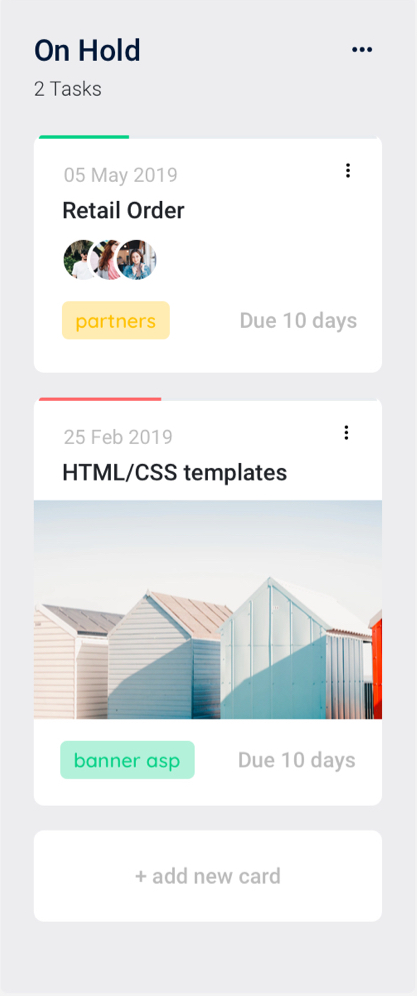 On Hold
2 Tasks
05 May 2019
Retail Order
partners
Due 10 days
25 Feb 2019
HTML/CSS templates
banner asp
Due 10 days
+ add new card